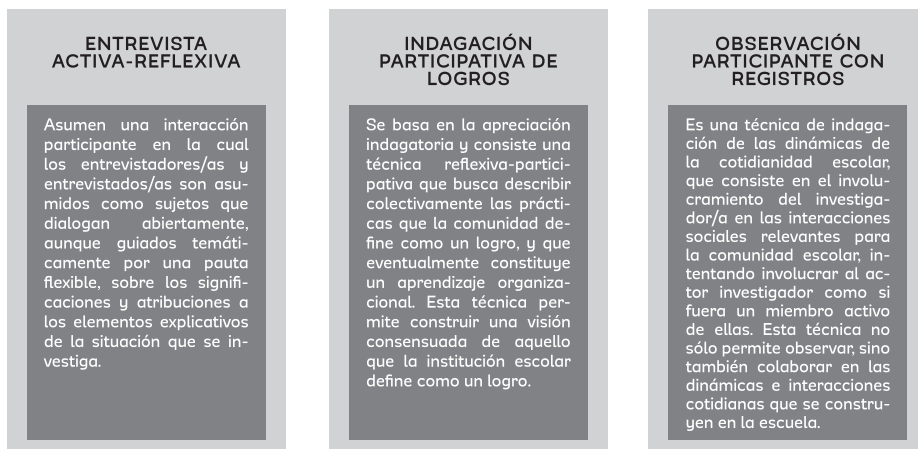 ENTREVISTA
ACTIVA-REFLEXIVA
Asumen una interacción
participante en la cual
los entrevistadores/as y
entrevistados/as son asu-
midos como sujetos que
dialogan abiertamente,
aunque guiados temáti-
camente por una pauta
flexible, sobre los signifi-
caciones y atribuciones a
los elementos explicativos
de la situación que se in-
vestiga.
INDAGACIÓN
PARTICIPATIVA DE
LOGROS
Se basa en la apreciación
indagatoria y consiste una
técnica reflexiva-partici-
pativa que busca describir
colectivamente las prácti-
cas que la comunidad de-
fine como un logro, y que
eventualmente constituye
un aprendizaje organiza-
cional. Esta técnica per-
mite construir una visión
consensuada de aquello
que la institución escolar
define como un logro.
OBSERVACIÓN
PARTICIPANTE CON
REGISTROS
Es una técnica de indaga-
ción de las dinámicas de
la cotidianidad escolar,
que consiste en el involu-
cramiento del investiga-
dor/a en las interacciones
sociales relevantes para
la comunidad escolar, in-
tentando involucrar al ac-
tor investigador como si
fuera un miembro activo
de ellas. Esta técnica no
sólo permite observar, sino
también colaborar en las
dinámicas e interacciones
cotidianas que se constru-
yen en la escuela.